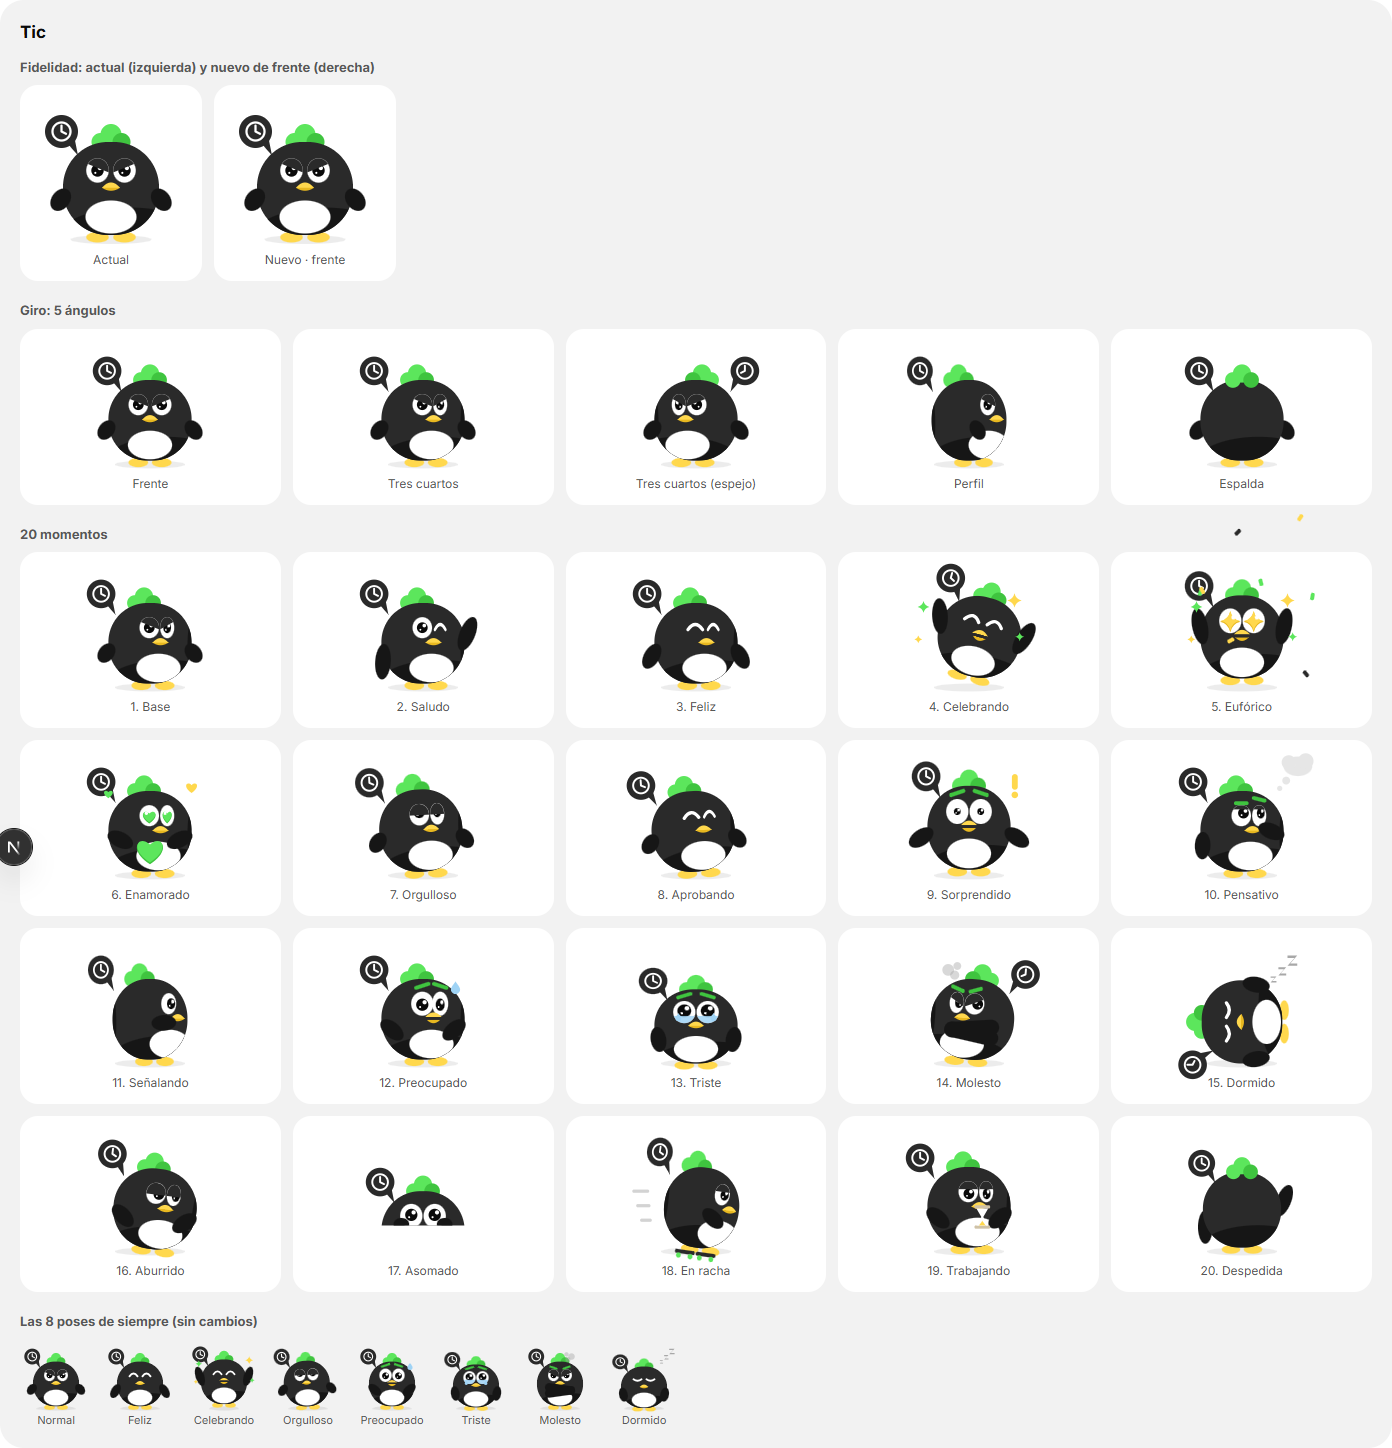 Tic
Fidelidad: actual (izquierda) y nuevo de frente (derecha)
Actual
Nuevo · frente
Giro: 5 ángulos
Frente
Tres cuartos
Tres cuartos (espejo)
Perfil
Espalda
20 momentos
1. Base
2. Saludo
3. Feliz
4. Celebrando
5. Eufórico
6. Enamorado
7. Orgulloso
8. Aprobando
9. Sorprendido
10. Pensativo
N
11. Señalando
12. Preocupado
13. Triste
14. Molesto
15. Dormido
z z z
16. Aburrido
17. Asomado
18. En racha
19. Trabajando
20. Despedida
Las 8 poses de siempre (sin cambios)
z z z
Normal
Feliz
Celebrando
Orgulloso
Preocupado
Triste
Molesto
Dormido